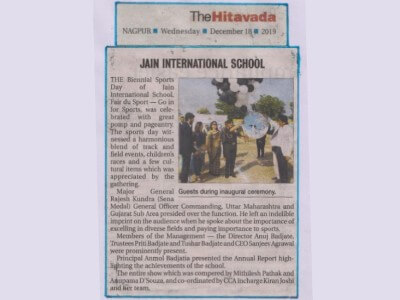 TheHitavada
NAGPUR ■ Wednesday ■ December 18 ■ 2019
JAIN INTERNATIONAL SCHOOL
THE Biennial Sports
Day of Jain
International School,
Fair du Sport — Go in
for Sports, was cele-
brated with great
pomp and pageantry.
The sports day wit-
nessed a harmonious
blend of track and
field events, children's
races and a few cul-
tural items which was
appreciated by the
gathering.
Major General
Rajesh Kundra (Sena
Guests during inaugural ceremony.
Medal) General Officer Commanding, Uttar Maharashtra and
Gujarat Sub Area presided over the function. He left an indelible
imprint on the audience when he spoke about the importance of
excelling in diverse fields and paying importance to sports.
Members of the Management — the Director Anuj Badjate,
Trustees Priti Badjate and Tushar Badjate and CEO Sanjeev Agrawal
were prominently present.
Principal Anmol Badjatia presented the Annual Report high-
lighting the achievements of the school.
The entire show which was compered by Mithilesh Pathak and
Anupama D'Souza, and co-ordinated by CCA incharge Kiran Joshi
and her team.